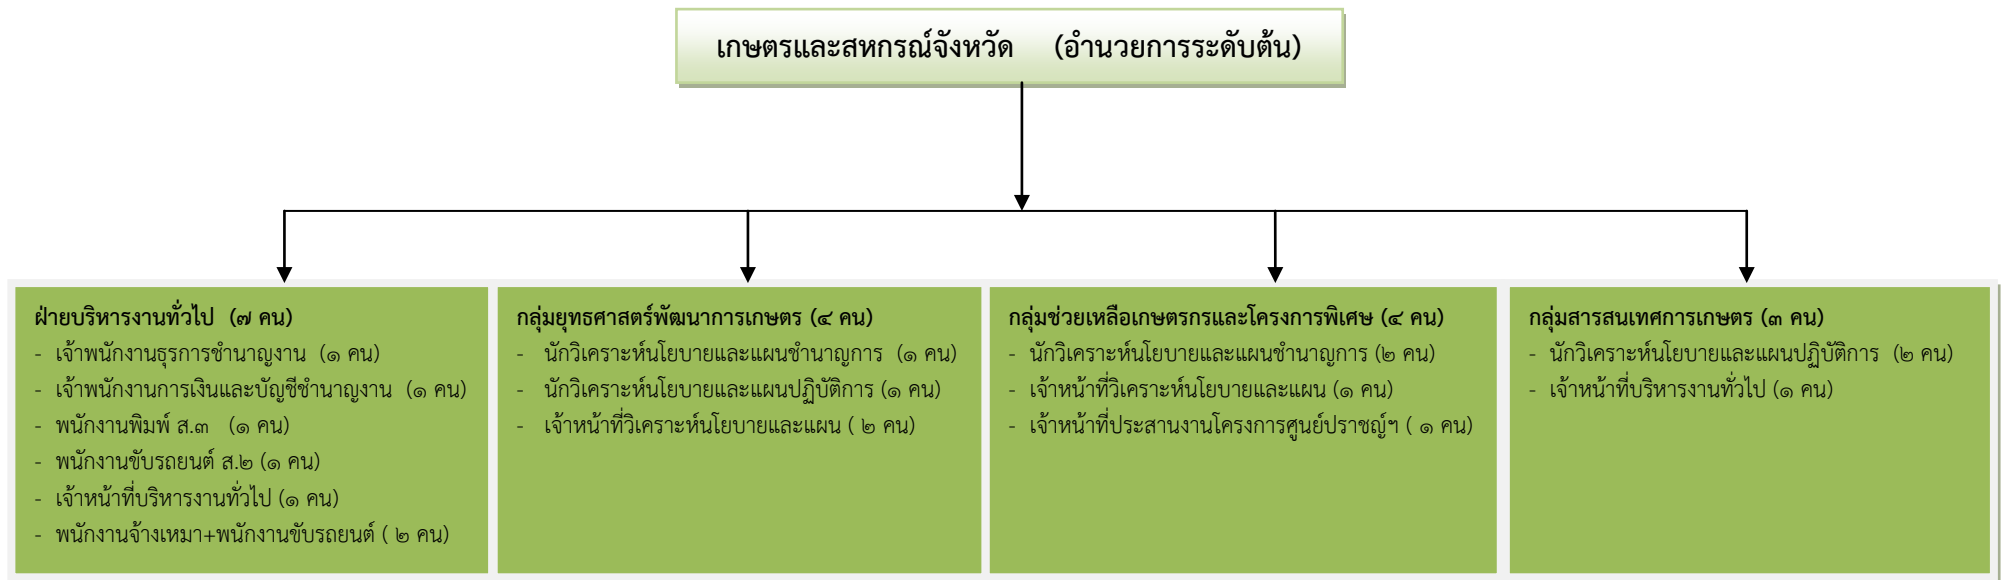 เกษตรและสหกรณ์จังหวัด (อำนวยการระดับต้น)
ฝ่ายบริหารงานทั่วไป (๗ คน)
- เจ้าพนักงานธุรการชำนาญงาน (๑ คน)
- เจ้าพนักงานการเงินและบัญชีชำนาญงาน (๑ คน)
- พนักงานพิมพ์ ส.๓ (๑ คน)
- พนักงานขับรถยนต์ ส.๒ (๑ คน)
- เจ้าหน้าที่บริหารงานทั่วไป (๑ คน)
- พนักงานจ้างเหมา+พนักงานขับรถยนต์ ( ๒ คน)
กลุ่มยุทธศาสตร์พัฒนาการเกษตร (๔ คน)
- นักวิเคราะห์นโยบายและแผนชำนาญการ (๑ คน)
- นักวิเคราะห์นโยบายและแผนปฏิบัติการ (๑ คน)
- เจ้าหน้าที่วิเคราะห์นโยบายและแผน ( ๒ คน)
กลุ่มช่วยเหลือเกษตรกรและโครงการพิเศษ (๔ คน)
- นักวิเคราะห์นโยบายและแผนชำนาญการ (๒ คน)
- เจ้าหน้าที่วิเคราะห์นโยบายและแผน (๑ คน)
- เจ้าหน้าที่ประสานงานโครงการศูนย์ปราชญ์ฯ ( ๑ คน)
กลุ่มสารสนเทศการเกษตร (๓ คน)
- นักวิเคราะห์นโยบายและแผนปฏิบัติการ (๒ คน)
- เจ้าหน้าที่บริหารงานทั่วไป (๑ คน)